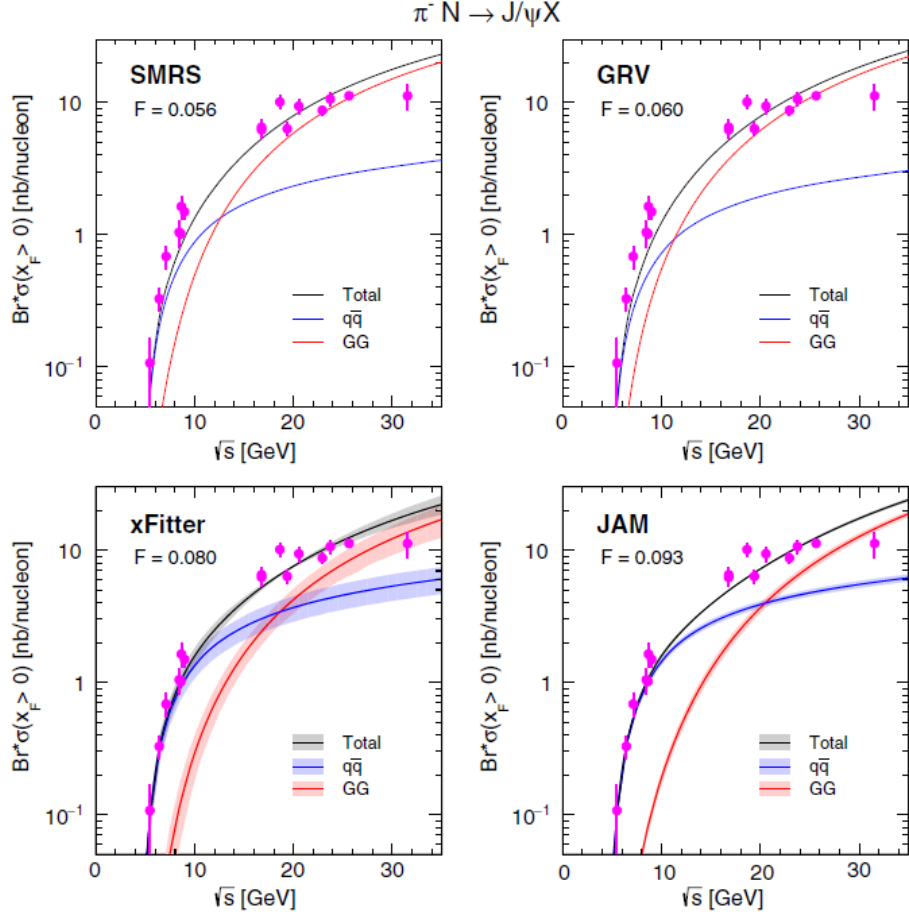 π⁻ N → J/ψX
SMRS
F = 0.056
Br*σ(x_F > 0) [nb/nucleon]
10
1
10⁻¹
Total
qq̅
GG
0 10 20 30
√s [GeV]
GRV
F = 0.060
Br*σ(x_F > 0) [nb/nucleon]
10
1
10⁻¹
Total
qq̅
GG
0 10 20 30
√s [GeV]
xFitter
F = 0.080
Br*σ(x_F > 0) [nb/nucleon]
10
1
10⁻¹
Total
qq̅
GG
0 10 20 30
√s [GeV]
JAM
F = 0.093
Br*σ(x_F > 0) [nb/nucleon]
10
1
10⁻¹
Total
qq̅
GG
0 10 20 30
√s [GeV]